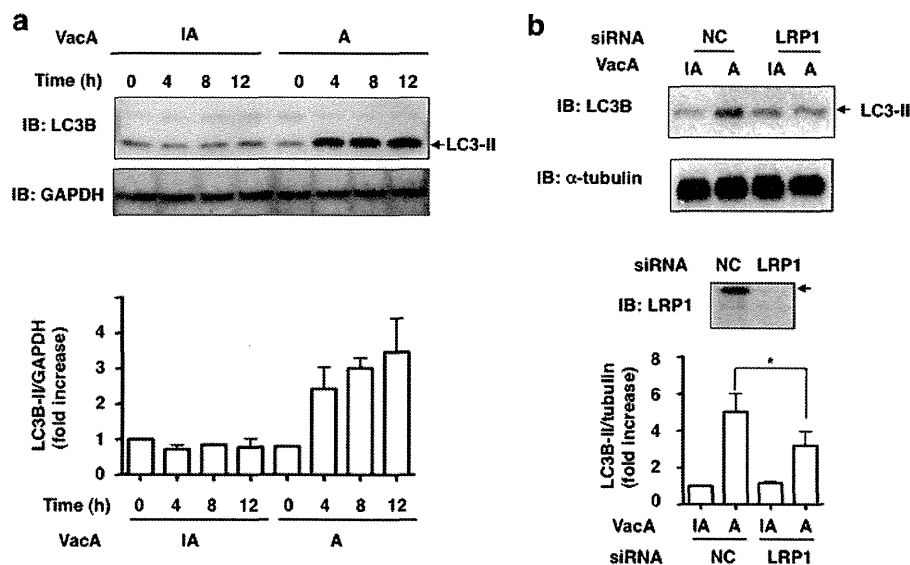 a
VacA IA A
Time (h) 0 4 8 12 0 4 8 12
IB: LC3B
LC3-II
IB: GAPDH
LC3B-II/GAPDH
(fold increase)
4
3
2
1
0
Time (h) 0 4 8 12 0 4 8 12
VacA IA A
b
siRNA NC LRP1
VacA IA A IA A
IB: LC3B
LC3-II
IB: α-tubulin
siRNA NC LRP1
IB: LRP1
LC3B-II/tubulin
(fold increase)
8
6
4
2
0
*
VacA IA A IA A
siRNA NC LRP1